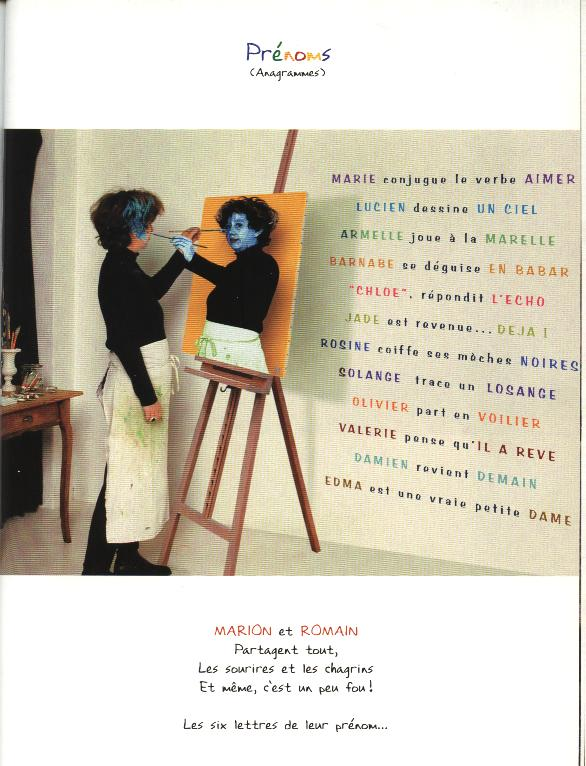 Prénoms
(Anagrammes)
MARIE conjugue le verbe AIMER
LUCIEN dessine UN CIEL
ARMELLE joue à la MARELLE
BARNABE se déguise EN BABAR
"CHLOE", répondit L'ECHO
JADE est revenue... DEJA !
ROSINE coiffe ses mèches NOIRES
SOLANGE trace un LOSANGE
OLIVIER part en VOILIER
VALERIE pense qu'IL A REVE
DAMIEN revient DEMAIN
EDMA est une vraie petite DAME
MARION et ROMAIN
Partagent tout,
Les sourires et les chagrins
Et même, c'est un peu fou !
Les six lettres de leur prénom...